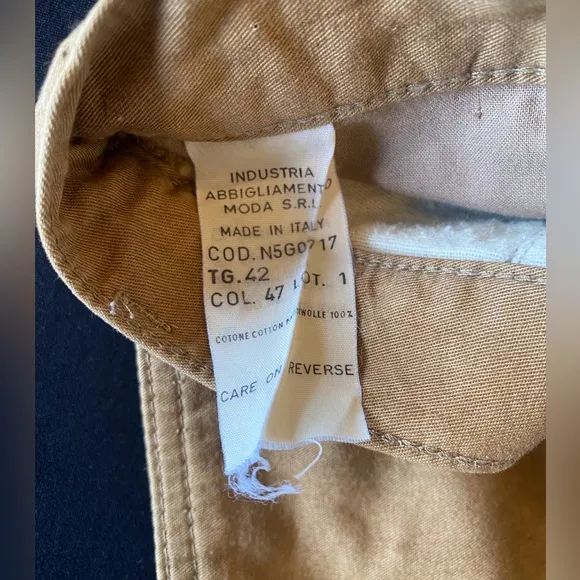 INDUSTRIA
ABBIGLIAMENTO
MODA S.R.L.
MADE IN ITALY
COD. N5G0717
TG. 42
COL. 47 LOT. 1
COTONE COTTON 100%
CARE ON REVERSE